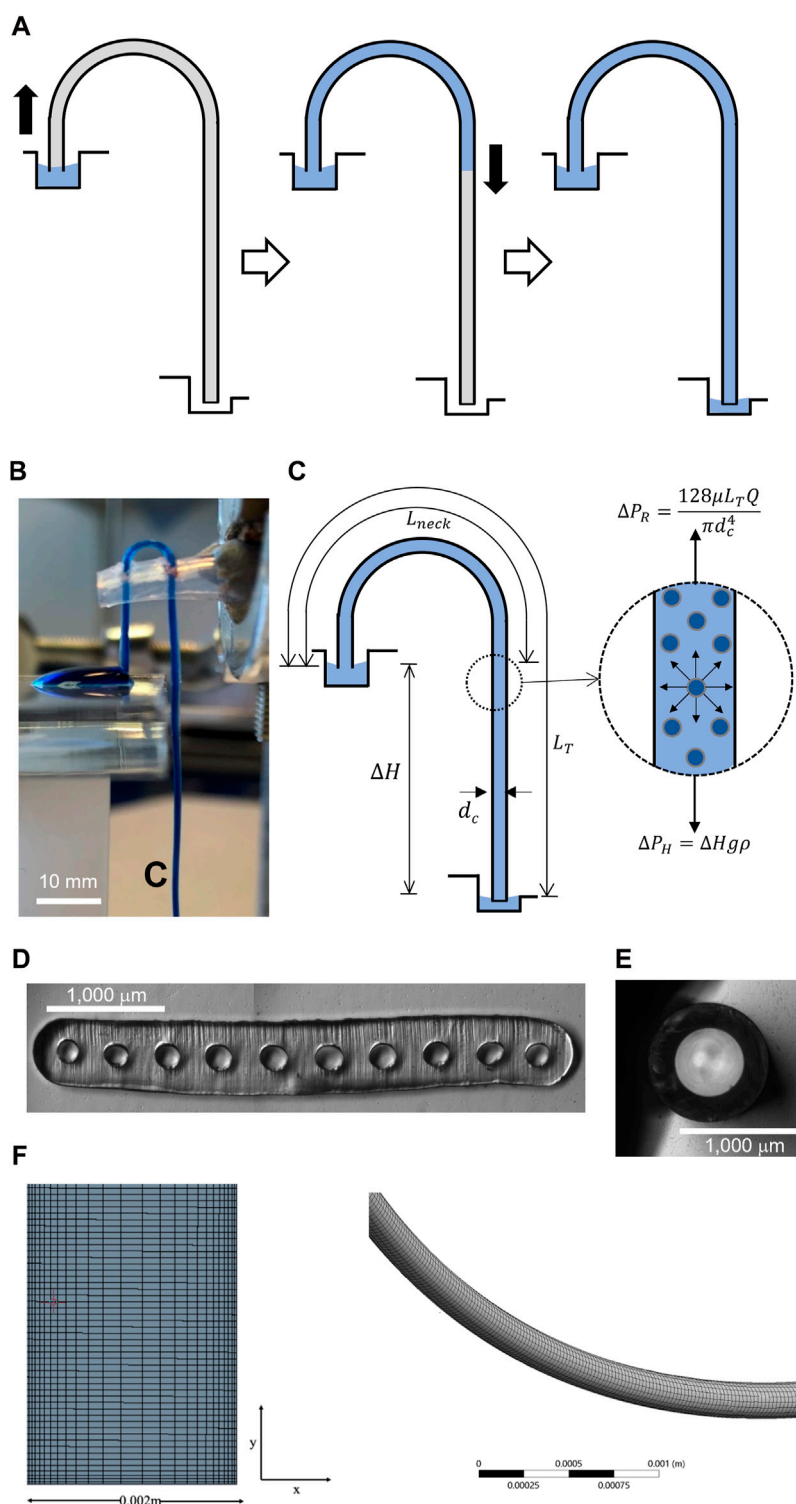 A
B
C
10 mm
C
L_neck
ΔH
d_c
L_T
ΔP_R = 128μL_TQ / πd_c^4
ΔP_H = ΔHgρ
D
1,000 μm
E
1,000 μm
F
0.002m
y
x
0 0.0005 0.001 (m)
0.00025 0.00075